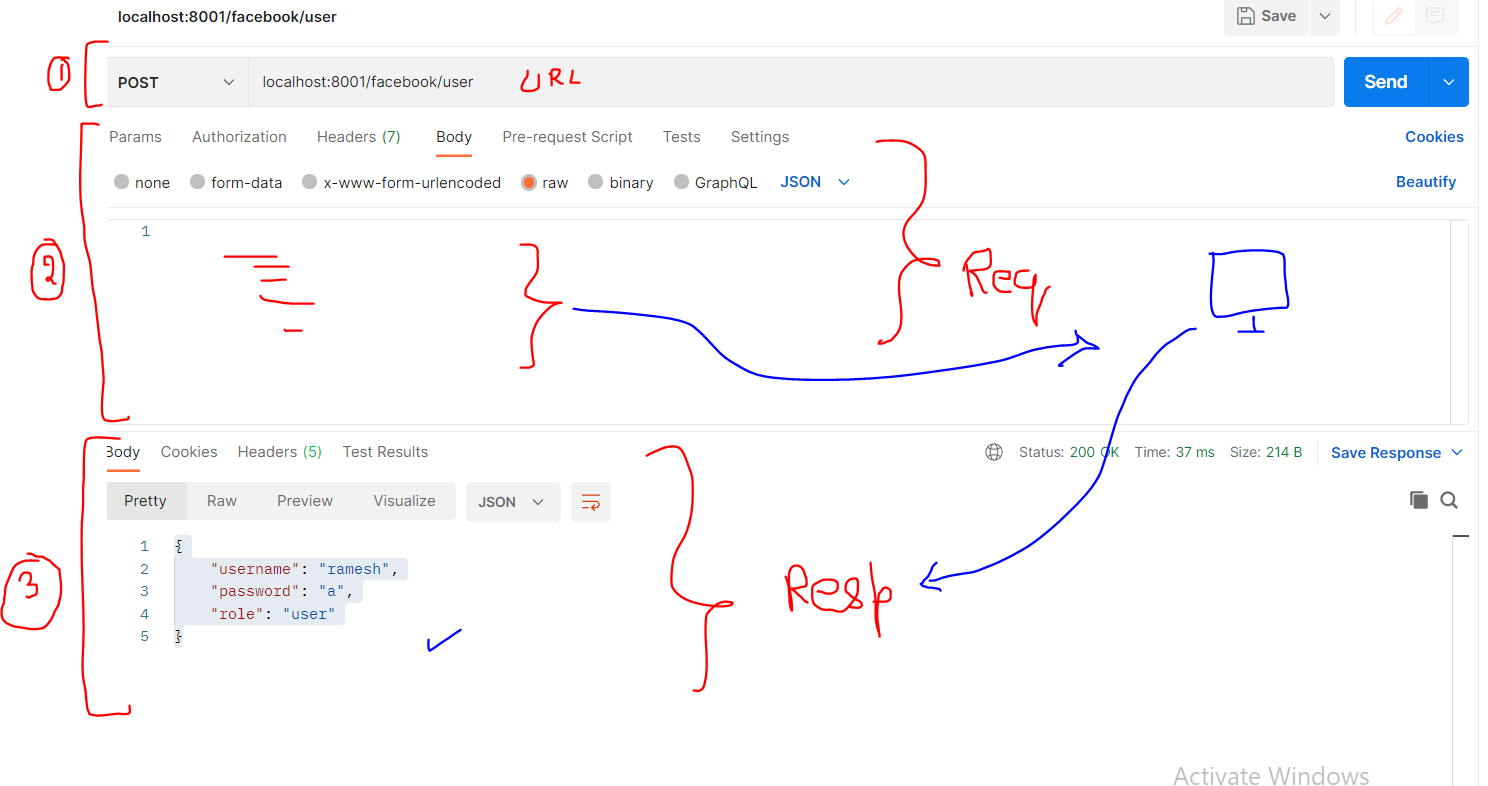 localhost:8001/facebook/user
Save
1
POST
localhost:8001/facebook/user
URL
Send
Params Authorization Headers (7) Body Pre-request Script Tests Settings
Cookies
none form-data x-www-form-urlencoded raw binary GraphQL JSON
Beautify
1
2
Req
Body Cookies Headers (5) Test Results
Status: 200 OK Time: 37 ms Size: 214 B
Save Response
Pretty Raw Preview Visualize
JSON
3
1 {
2 "username": "ramesh",
3 "password": "a",
4 "role": "user"
5 }
Resp
Activate Windows